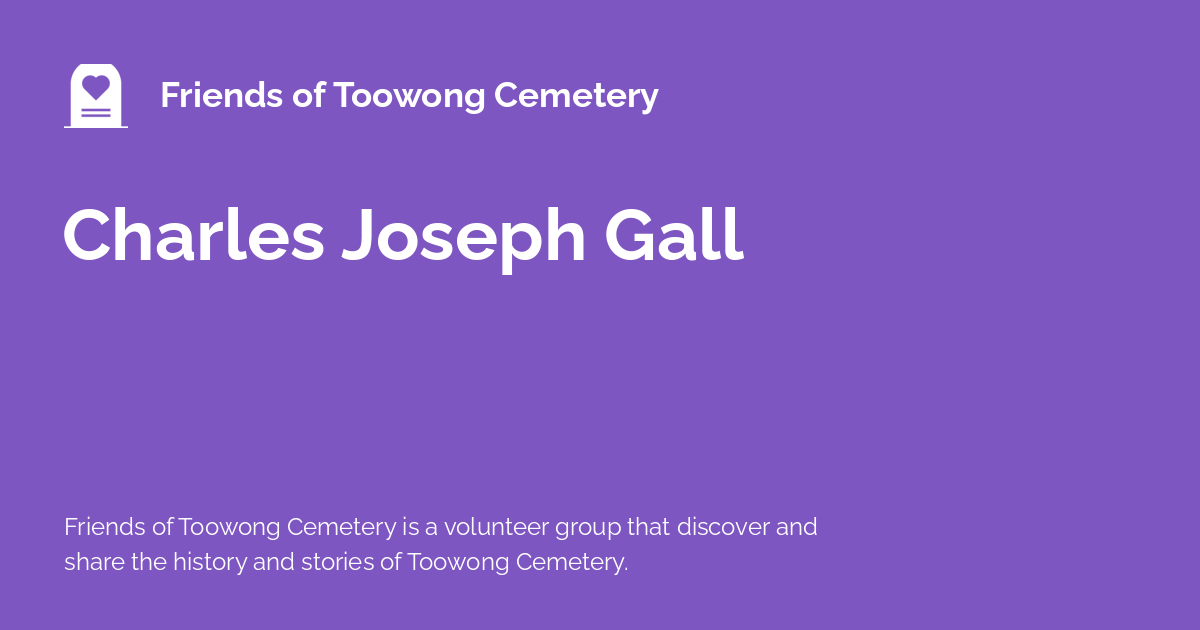 Friends of Toowong Cemetery
Charles Joseph Gall
Friends of Toowong Cemetery is a volunteer group that discover and
share the history and stories of Toowong Cemetery.